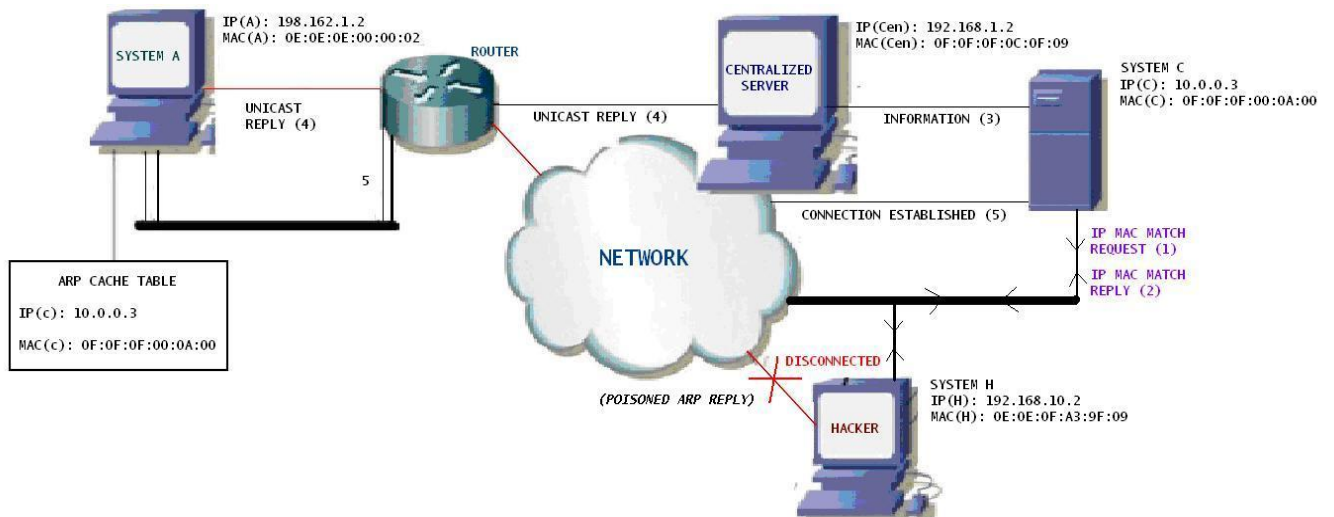 IP(A): 198.162.1.2
MAC(A): 0E:0E:0E:00:00:02
SYSTEM A
ROUTER
IP(Cen): 192.168.1.2
MAC(Cen): 0F:0F:0F:0C:0F:09
CENTRALIZED
SERVER
SYSTEM C
IP(C): 10.0.0.3
MAC(C): 0F:0F:0F:00:0A:00
UNICAST
REPLY (4)
UNICAST REPLY (4)
INFORMATION (3)
5
CONNECTION ESTABLISHED (5)
IP MAC MATCH
REQUEST (1)
IP MAC MATCH
REPLY (2)
NETWORK
ARP CACHE TABLE
IP(c): 10.0.0.3
MAC(c): 0F:0F:0F:00:0A:00
DISCONNECTED
(POISONED ARP REPLY)
SYSTEM H
IP(H): 192.168.10.2
MAC(H): 0E:0E:0F:A3:9F:09
HACKER